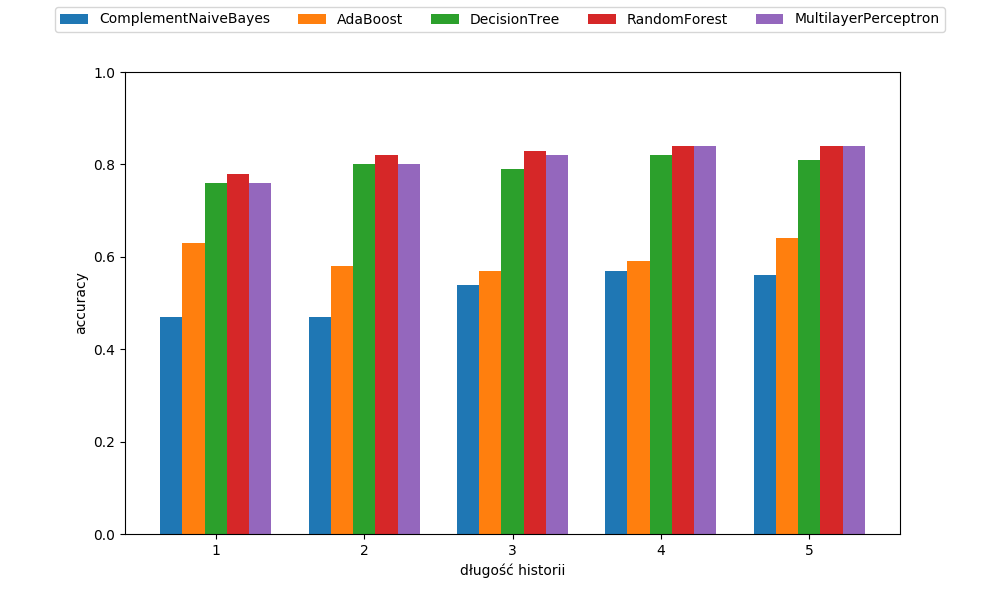 ComplementNaiveBayes AdaBoost DecisionTree RandomForest MultilayerPerceptron
1.0
0.8
0.6
0.4
0.2
0.0
accuracy
1 2 3 4 5
długość historii